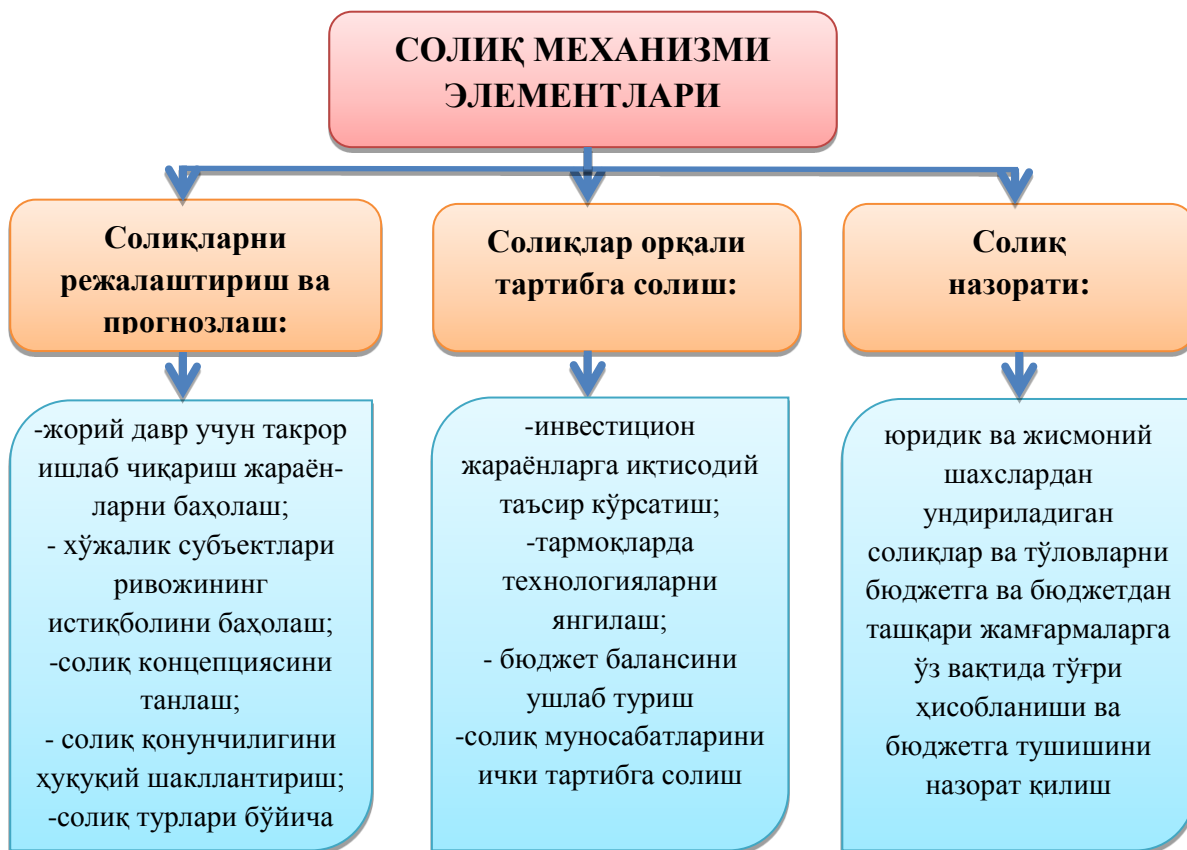 СОЛИҚ МЕХАНИЗМИ
ЭЛЕМЕНТЛАРИ
Солиқларни
режалаштириш ва
прогнозлаш:
-жорий давр учун такрор
ишлаб чиқариш жараён-
ларни баҳолаш;
- хўжалик субъектлари
ривожининг
истиқболини баҳолаш;
-солиқ концепциясини
танлаш;
- солиқ қонунчилигини
ҳуқуқий шакллантириш;
-солиқ турлари бўйича
Солиқлар орқали
тартибга солиш:
-инвестицион
жараёнларга иқтисодий
таъсир кўрсатиш;
-тармоқларда
технологияларни
янгилаш;
- бюджет балансини
ушлаб туриш
-солиқ муносабатларини
ички тартибга солиш
Солиқ
назорати:
юридик ва жисмоний
шахслардан
ундириладиган
солиқлар ва тўловларни
бюджетга ва бюджетдан
ташқари жамғармаларга
ўз вақтида тўғри
ҳисобланиши ва
бюджетга тушишини
назорат қилиш